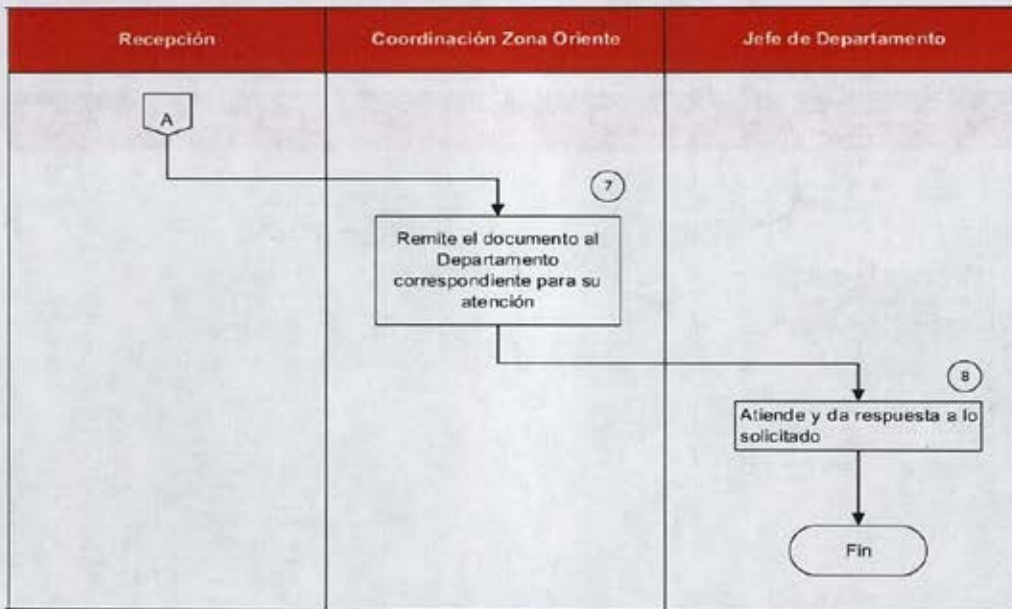 Recepción
Coordinación Zona Oriente
Jefe de Departamento
A
7
Remite el documento al
Departamento
correspondiente para su
atención
8
Atiende y da respuesta a lo
solicitado
Fin